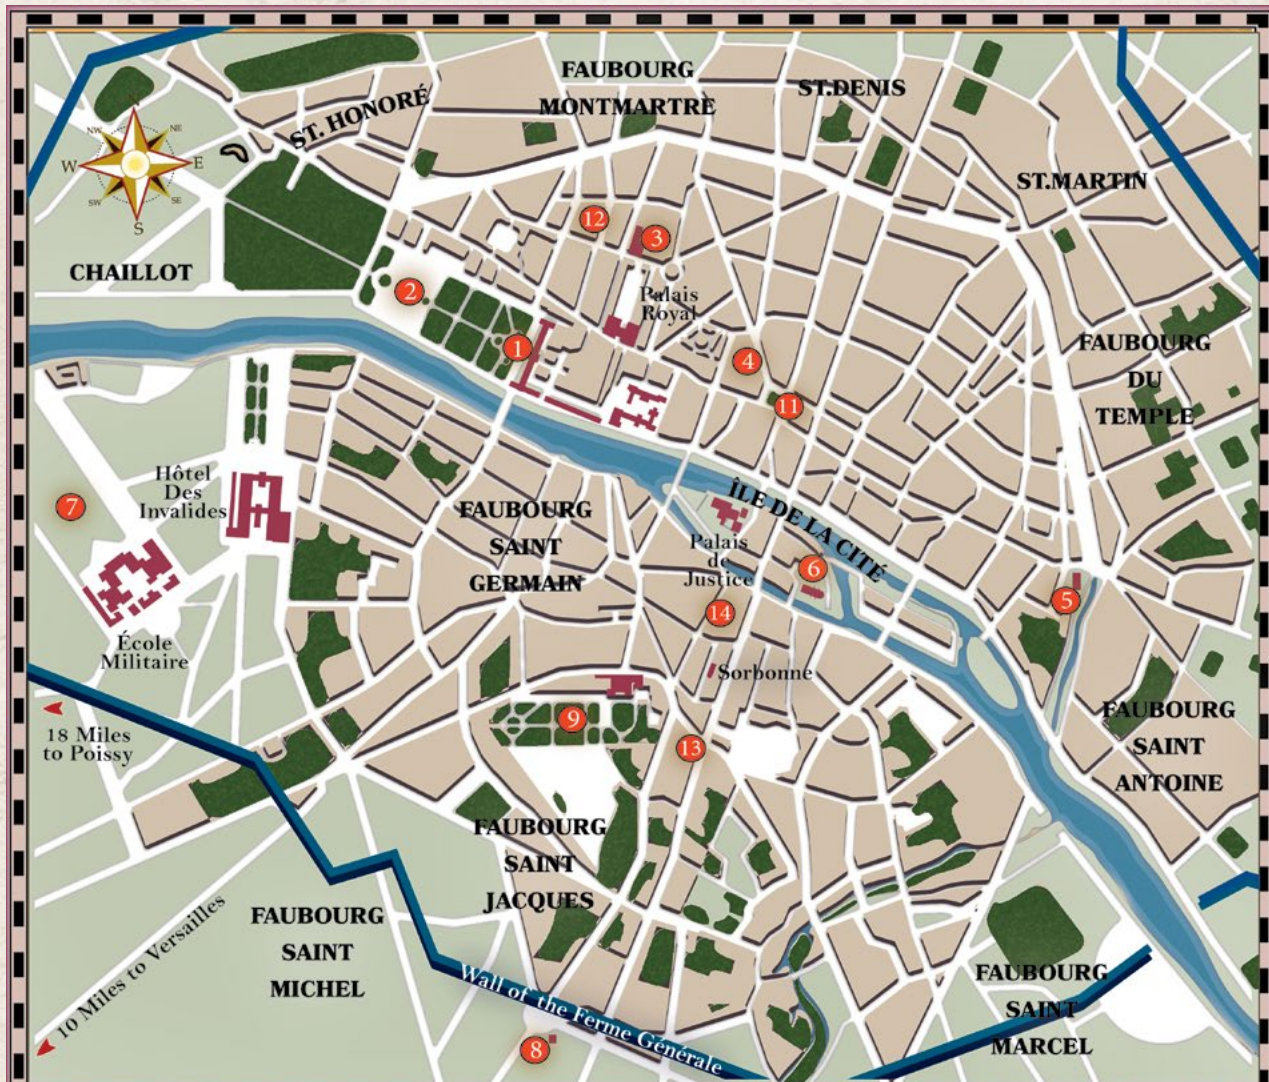 FAUBOURG
MONTMARTRE
ST.DENIS
ST. HONORÉ
N
NW
NE
W
E
SW
SE
S
ST.MARTIN
CHAILLOT
12
3
2
Palais
Royal
1
4
11
FAUBOURG
DU
TEMPLE
Hôtel
Des
Invalides
7
FAUBOURG
SAINT
GERMAIN
ÎLE DE LA CITÉ
Palais
de
Justice
6
5
14
École
Militaire
Sorbonne
18 Miles
to Poissy
9
13
FAUBOURG
SAINT
ANTOINE
FAUBOURG
SAINT
JACQUES
10 Miles to Versailles
FAUBOURG
SAINT
MICHEL
Wall of the Ferme Générale
8
FAUBOURG
SAINT
MARCEL